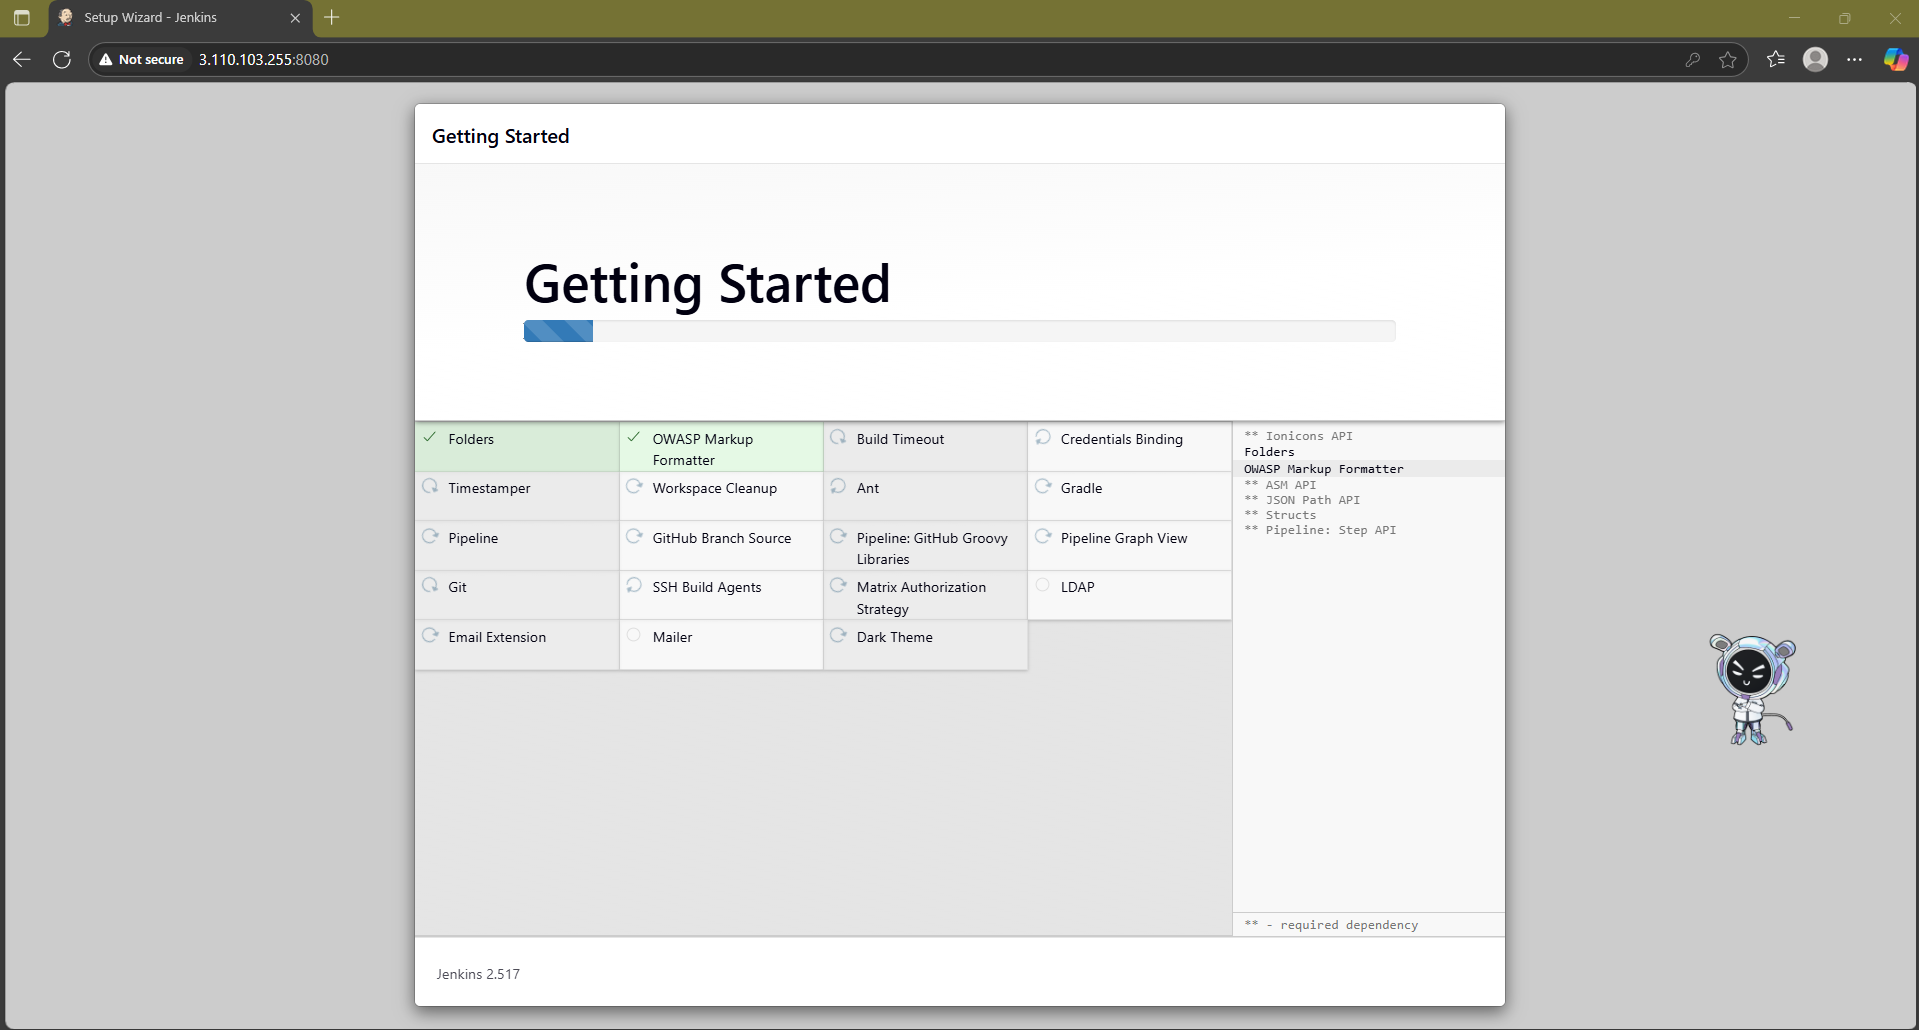 Setup Wizard - Jenkins
Not secure
3.110.103.255:8080
Getting Started
Getting Started
Folders
OWASP Markup
Formatter
Build Timeout
Credentials Binding
Timestamper
Workspace Cleanup
Ant
Gradle
Pipeline
GitHub Branch Source
Pipeline: GitHub Groovy
Libraries
Pipeline Graph View
Git
SSH Build Agents
Matrix Authorization
Strategy
LDAP
Email Extension
Mailer
Dark Theme
** Ionicons API
Folders
OWASP Markup Formatter
** ASM API
** JSON Path API
** Structs
** Pipeline: Step API
** - required dependency
Jenkins 2.517